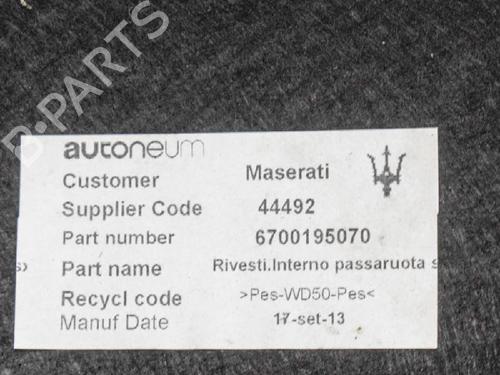 B-PARTS
autoneum
Customer Maserati
Supplier Code 44492
Part number 6700195070
s) Part name Rivesti.Interno passaruota s
Recycl code >Pes-WD50-Pes<
Manuf Date 17-set-13